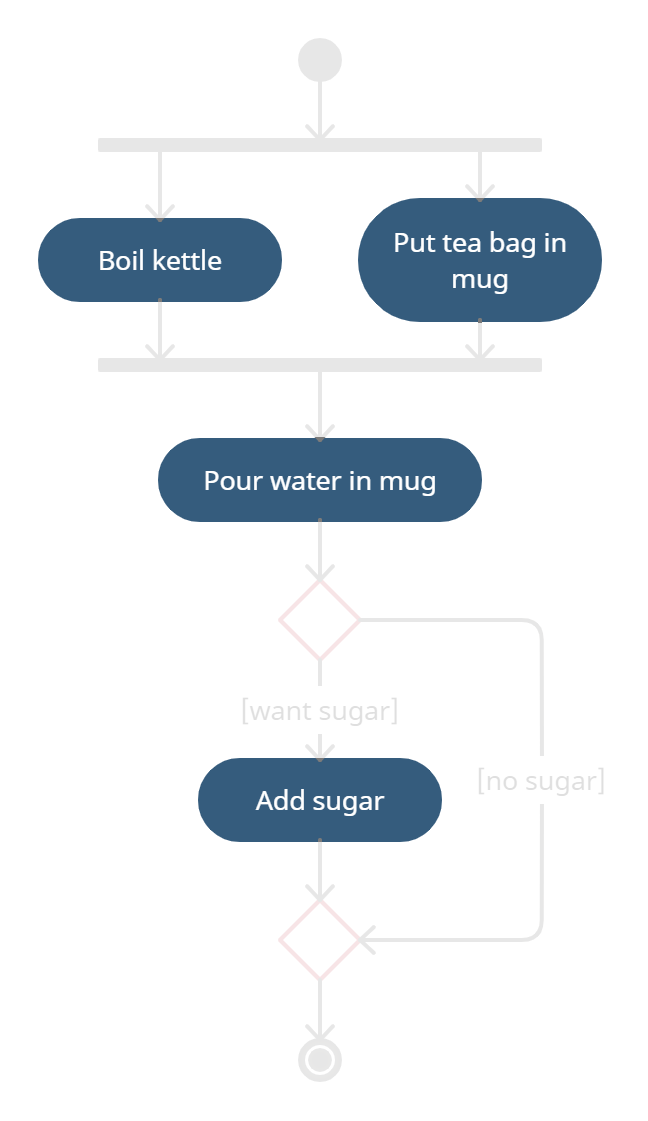 Boil kettle
Put tea bag in
mug
Pour water in mug
[want sugar]
[no sugar]
Add sugar